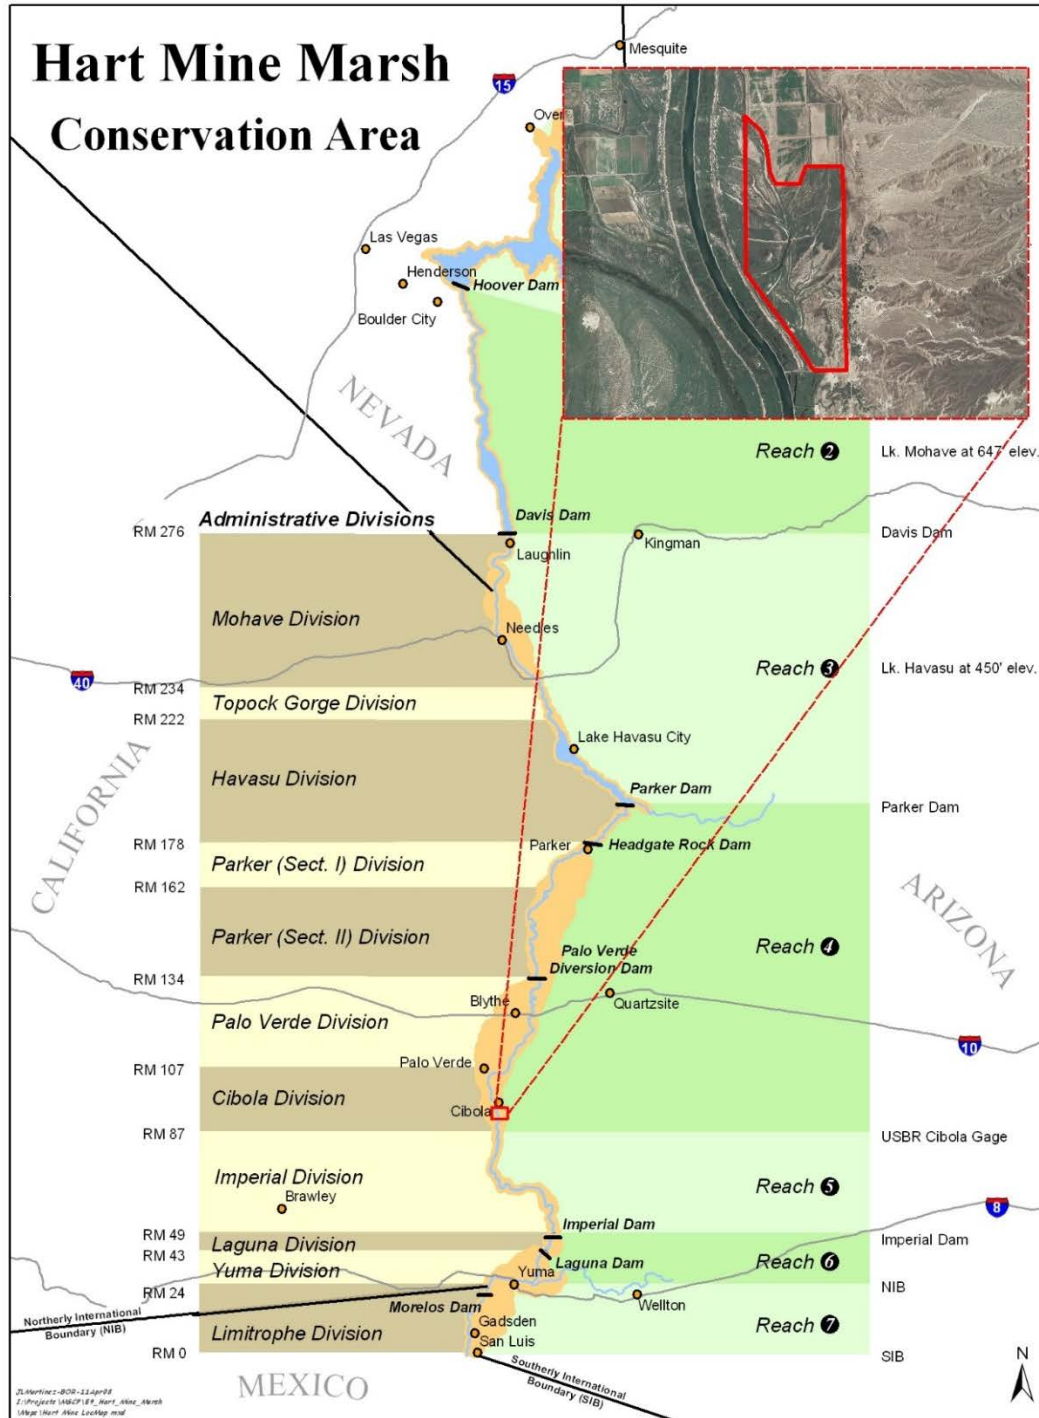 Hart Mine Marsh
Conservation Area
15
Mesquite
Over
Las Vegas
Henderson
Hoover Dam
Boulder City
NEVADA
Reach 2
Lk. Mohave at 647' elev.
Administrative Divisions
Davis Dam
RM 276
Laughlin
Kingman
Davis Dam
Mohave Division
Needles
Reach 3
Lk. Havasu at 450' elev.
40
RM 234
Topock Gorge Division
RM 222
Lake Havasu City
Havasu Division
CALIFORNIA
Parker Dam
Parker Dam
RM 178
Parker
Headgate Rock Dam
Parker (Sect. I) Division
RM 162
ARIZONA
Parker (Sect. II) Division
Reach 4
Palo Verde
Diversion Dam
RM 134
Blythe
Quartzsite
Palo Verde Division
10
RM 107
Palo Verde
Cibola Division
Cibola
RM 87
USBR Cibola Gage
Imperial Division
Reach 5
Brawley
8
Imperial Dam
RM 49
Laguna Division
Imperial Dam
RM 43
Laguna Dam
Reach 6
Yuma Division
Yuma
RM 24
NIB
Morelos Dam
Wellton
Northerly International
Boundary (NIB)
Gadsden
Limitrophe Division
Reach 7
San Luis
RM 0
SIB
Southerly International
Boundary (SIB)
MEXICO
N
JLMartinez-BOR-11Apr08